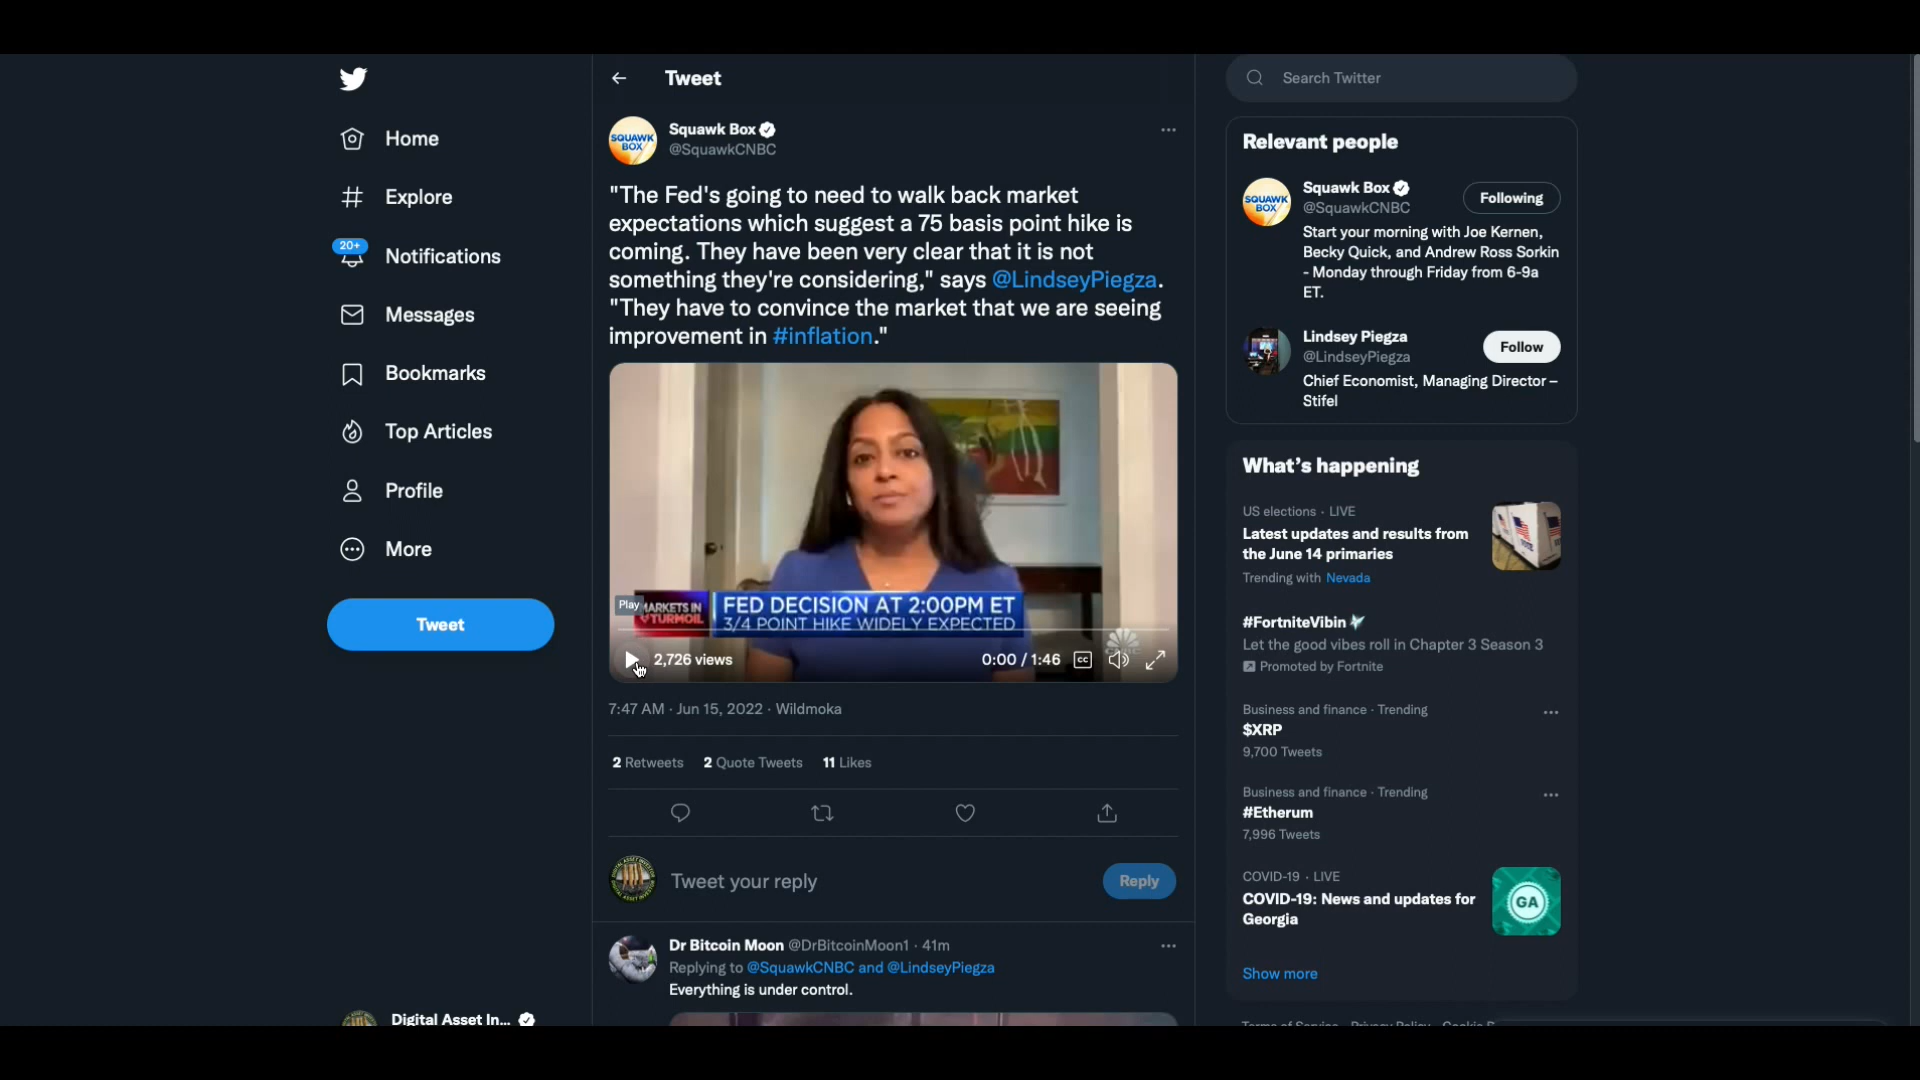 Home
Explore
20+
Notifications
Messages
Bookmarks
Top Articles
Profile
More
Tweet
Digital Asset In...
Tweet
SQUAWK
BOX
Squawk Box
@SquawkCNBC
"The Fed's going to need to walk back market
expectations which suggest a 75 basis point hike is
coming. They have been very clear that it is not
something they're considering," says @LindseyPiegza.
"They have to convince the market that we are seeing
improvement in #inflation."
Play
MARKETS IN
TURMOIL
FED DECISION AT 2:00PM ET
3/4 POINT HIKE WIDELY EXPECTED
2,726 views
0:00 / 1:46
CC
7:47 AM · Jun 15, 2022 · Wildmoka
2 Retweets 2 Quote Tweets 11 Likes
Tweet your reply
Reply
Dr Bitcoin Moon @DrBitcoinMoon1 · 41m
Replying to @SquawkCNBC and @LindseyPiegza
Everything is under control.
Search Twitter
Relevant people
SQUAWK
BOX
Squawk Box
@SquawkCNBC
Following
Start your morning with Joe Kernen,
Becky Quick, and Andrew Ross Sorkin
- Monday through Friday from 6-9a
ET.
Lindsey Piegza
@LindseyPiegza
Follow
Chief Economist, Managing Director –
Stifel
What's happening
US elections · LIVE
Latest updates and results from
the June 14 primaries
Trending with Nevada
#FortniteVibin
Let the good vibes roll in Chapter 3 Season 3
Promoted by Fortnite
Business and finance · Trending
$XRP
9,700 Tweets
Business and finance · Trending
#Etherum
7,996 Tweets
COVID-19 · LIVE
COVID-19: News and updates for
Georgia
GA
Show more
Terms of Service Privacy Policy Cookie P